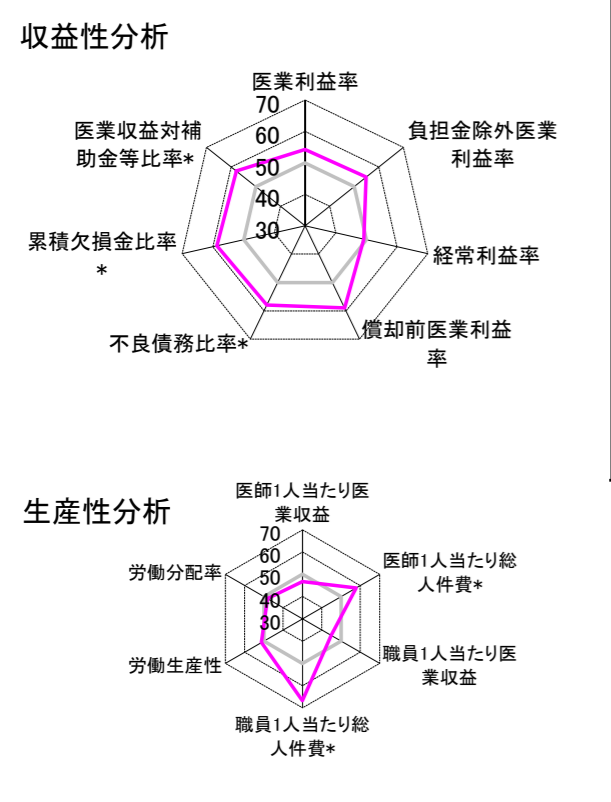 収益性分析
医業利益率
70
60
50
40
30
負担金除外医業
利益率
経常利益率
償却前医業利益
率
不良債務比率*
累積欠損金比率
*
医業収益対補
助金等比率*
生産性分析
医師1人当たり医
業収益
70
60
50
40
30
医師1人当たり総
人件費*
職員1人当たり医
業収益
職員1人当たり総
人件費*
労働生産性
労働分配率